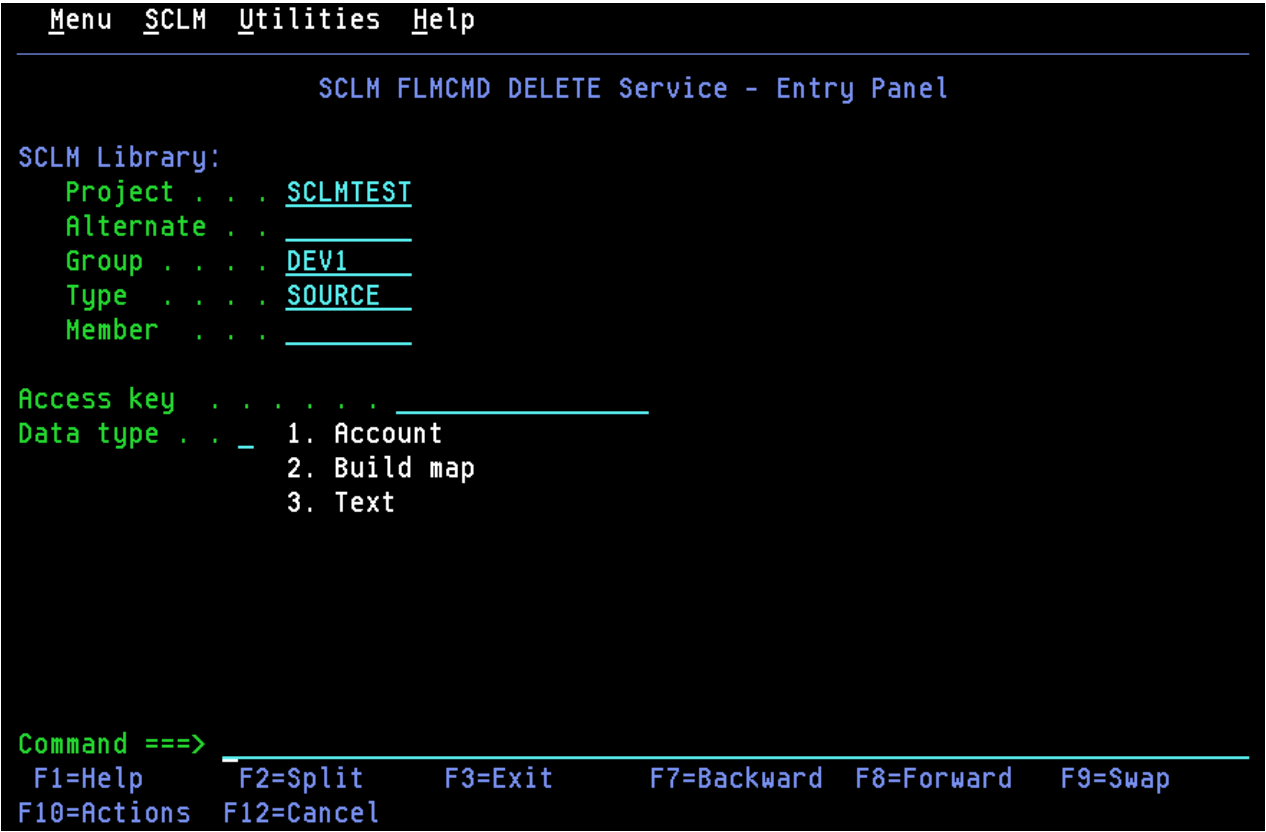 Menu SCLM Utilities Help
SCLM FLMCMD DELETE Service - Entry Panel
SCLM Library:
Project . . . SCLMTEST
Alternate . .
Group . . . . DEV1
Type . . . . SOURCE
Member . . .
Access key . . . . . .
Data type . . _ 1. Account
2. Build map
3. Text
Command ===>
F1=Help F2=Split F3=Exit F7=Backward F8=Forward F9=Swap
F10=Actions F12=Cancel